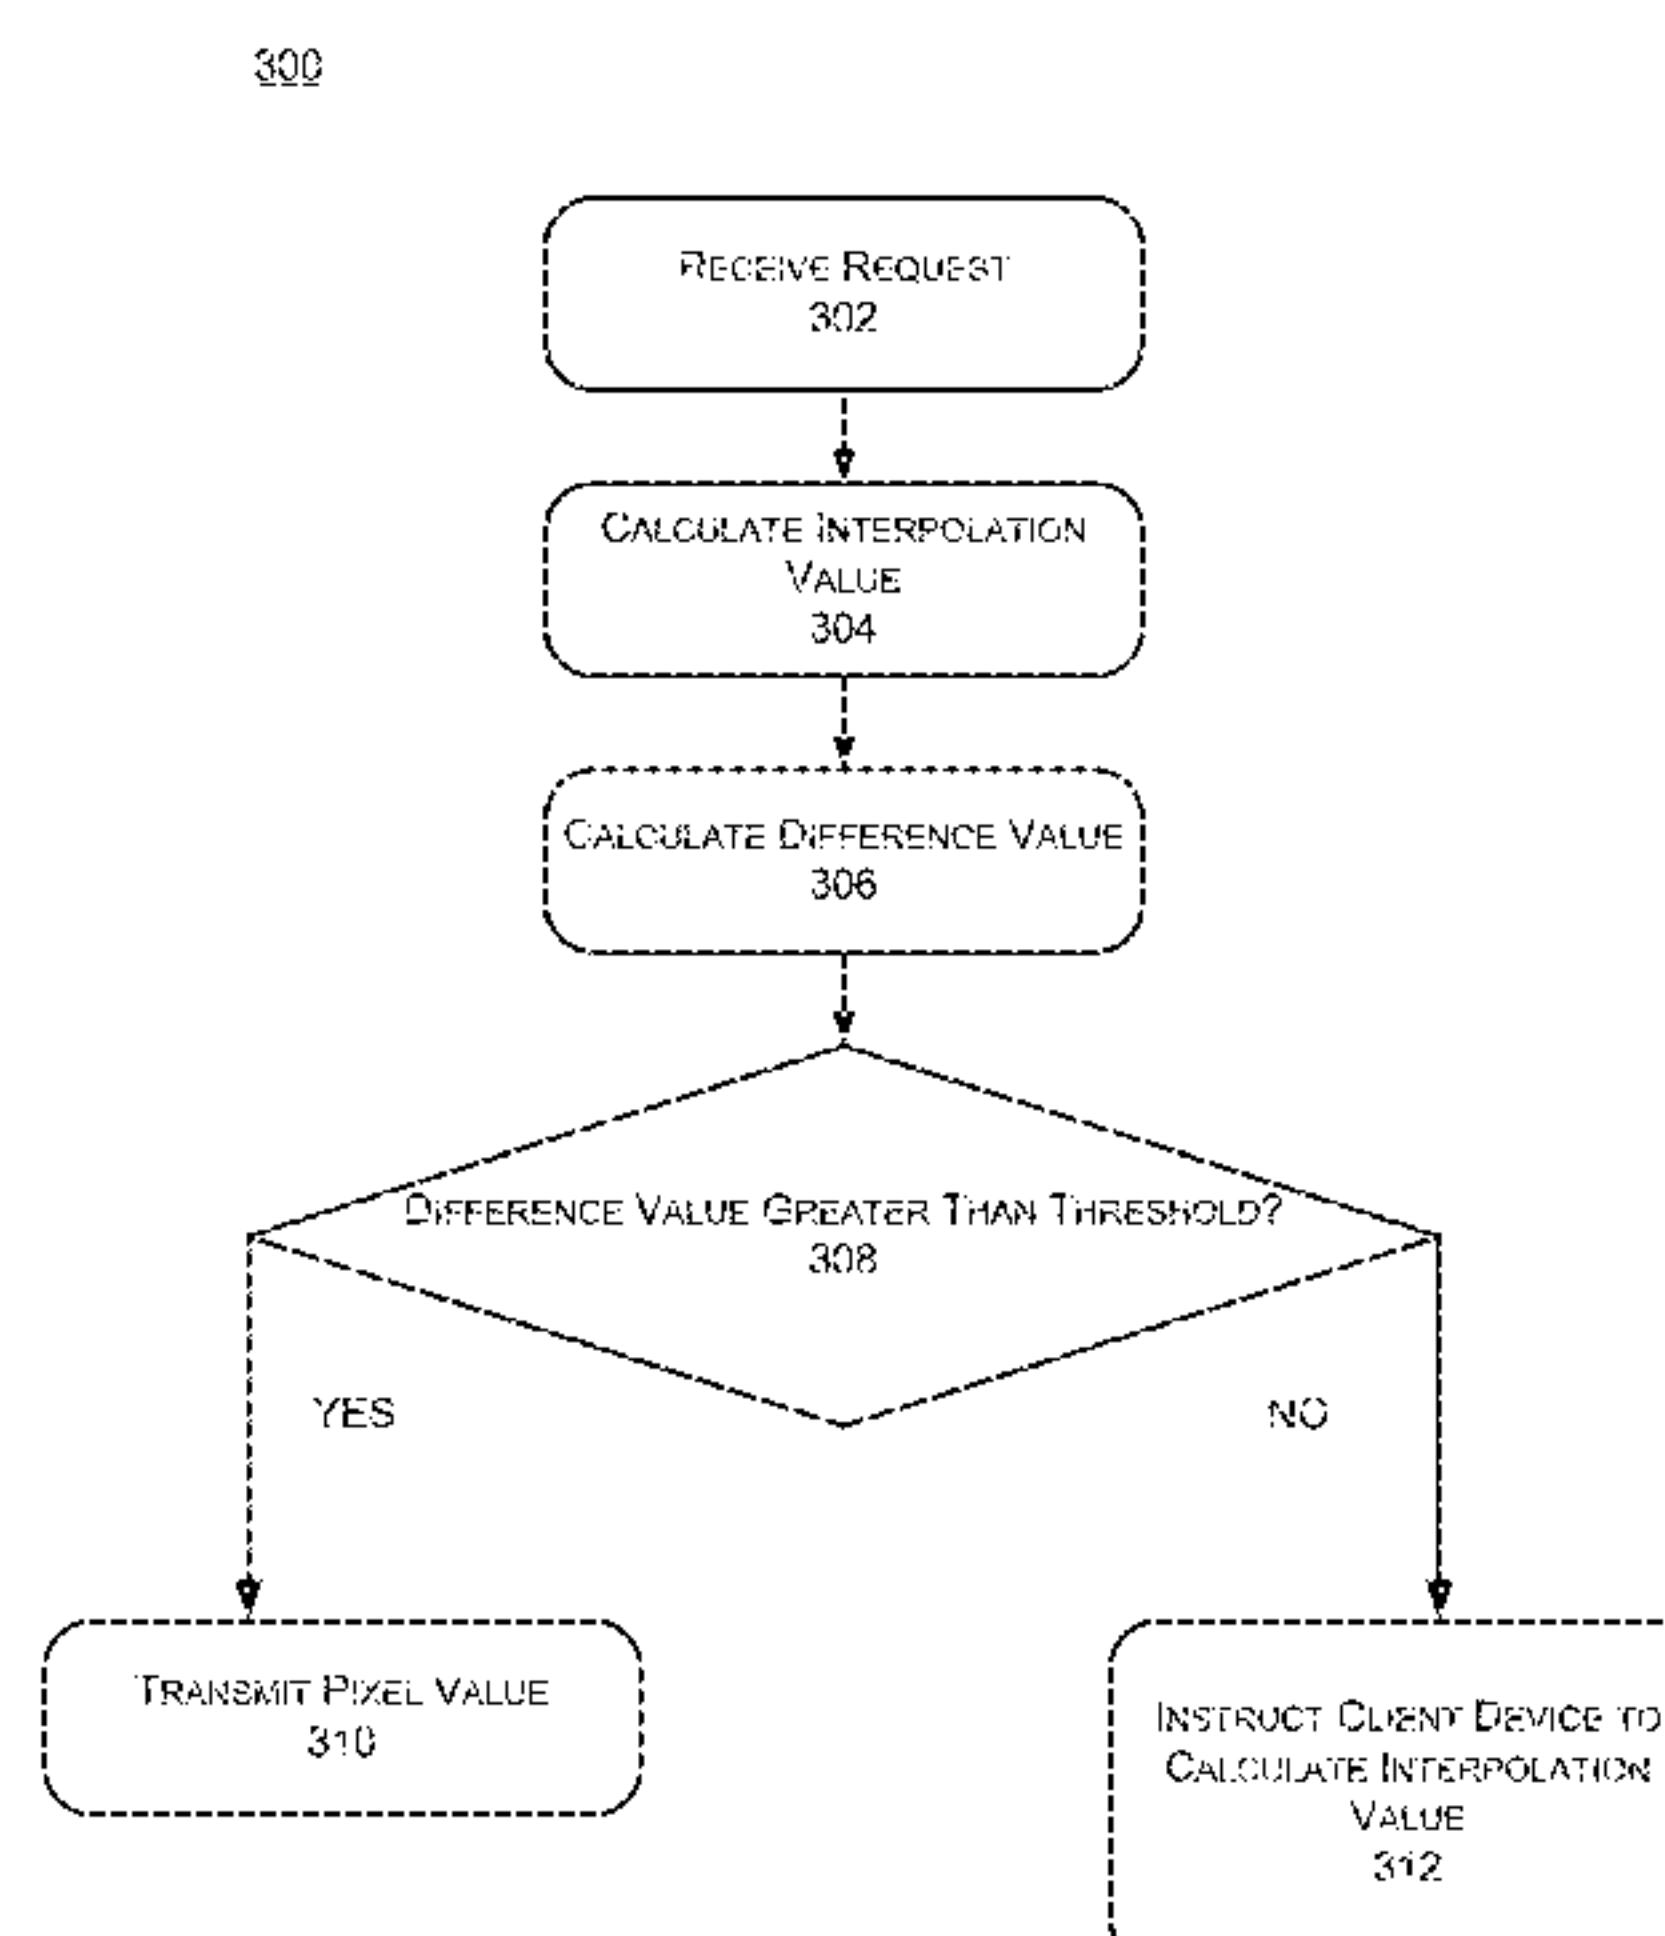 300
RECEIVE REQUEST
302
CALCULATE INTERPOLATION
VALUE
304
CALCULATE DIFFERENCE VALUE
306
DIFFERENCE VALUE GREATER THAN THRESHOLD?
308
YES
NO
TRANSMIT PIXEL VALUE
310
INSTRUCT CLIENT DEVICE TO
CALCULATE INTERPOLATION
VALUE
312